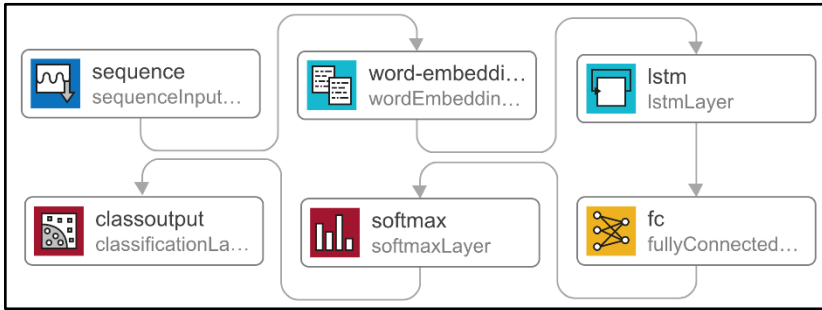 sequence
sequenceInput...
word-embeddi...
wordEmbeddin...
lstm
lstmLayer
classoutput
classificationLa...
softmax
softmaxLayer
fc
fullyConnected...